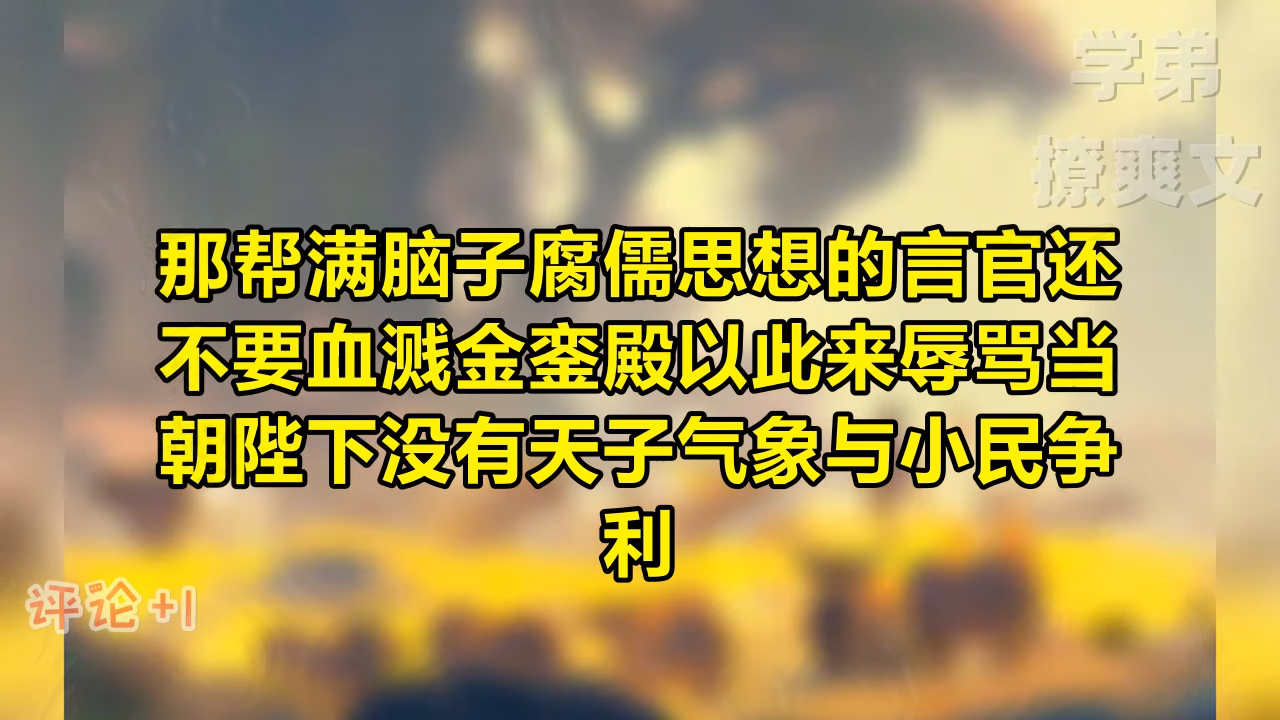 学弟
撩爽文
那帮满脑子腐儒思想的言官还
不要血溅金銮殿以此来辱骂当
朝陛下没有天子气象与小民争
利
评论+1